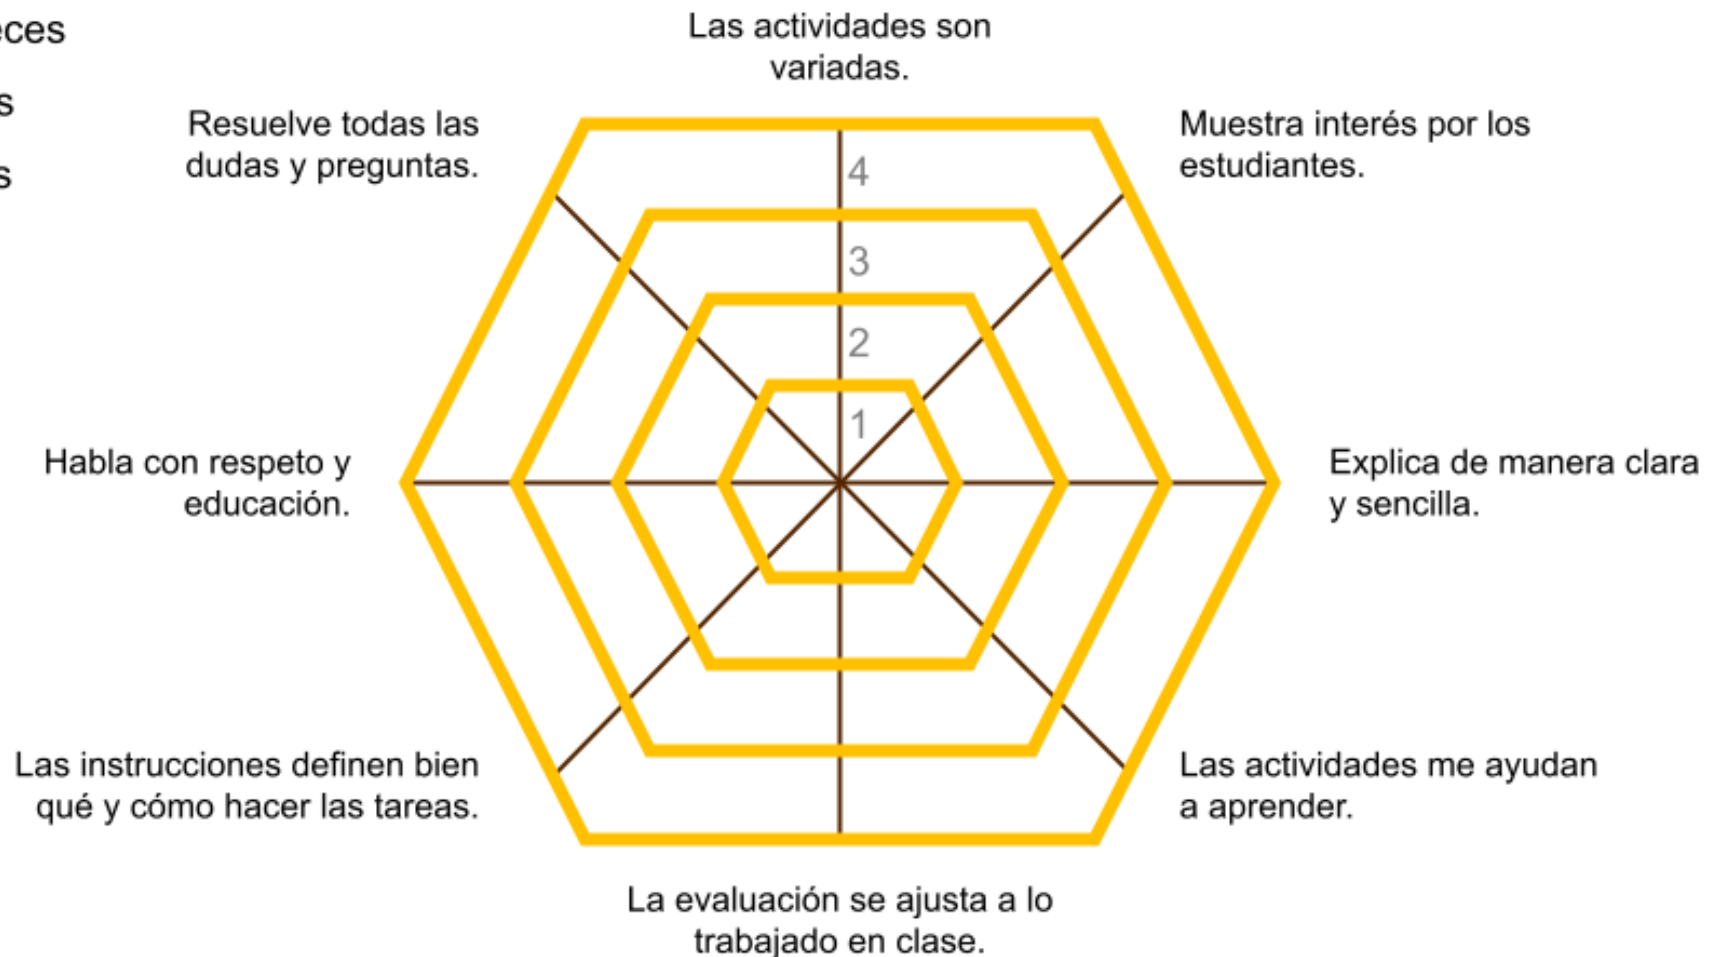 Las actividades son
variadas.
Resuelve todas las
dudas y preguntas.
Muestra interés por los
estudiantes.
4
3
2
1
Habla con respeto y
educación.
Explica de manera clara
y sencilla.
Las instrucciones definen bien
qué y cómo hacer las tareas.
Las actividades me ayudan
a aprender.
La evaluación se ajusta a lo
trabajado en clase.